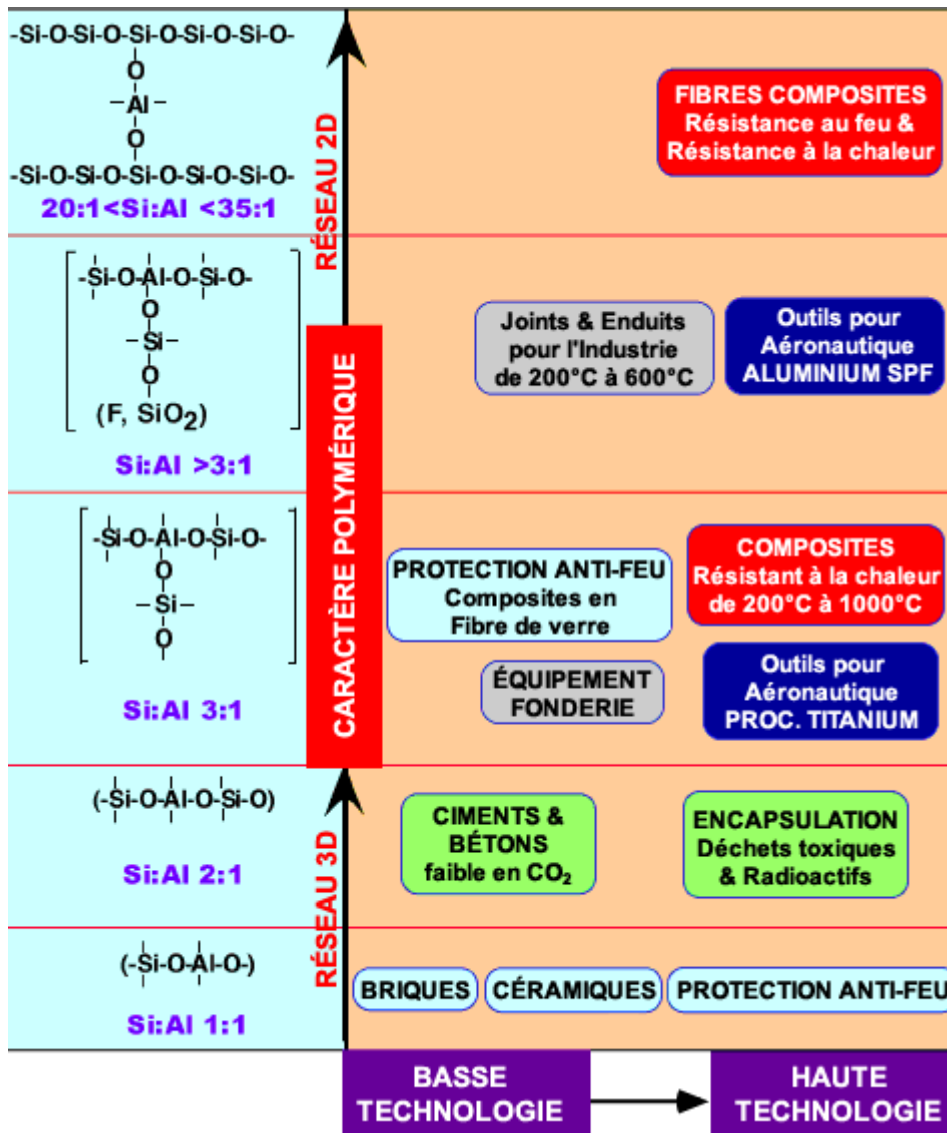 -Si-O-Si-O-Si-O-Si-O-Si-O-
O
–Al–
O
-Si-O-Si-O-Si-O-Si-O-Si-O-
20:1<Si:Al <35:1
RÉSEAU 2D
FIBRES COMPOSITES
Résistance au feu &
Résistance à la chaleur
-Si-O-Al-O-Si-O-
O
–Si–
O
(F, SiO₂)
Si:Al >3:1
Joints & Enduits
pour l'Industrie
de 200°C à 600°C
Outils pour
Aéronautique
ALUMINIUM SPF
CARACTÈRE POLYMÉRIQUE
-Si-O-Al-O-Si-O-
O
–Si–
O
Si:Al 3:1
PROTECTION ANTI-FEU
Composites en
Fibre de verre
COMPOSITES
Résistant à la chaleur
de 200°C à 1000°C
ÉQUIPEMENT
FONDERIE
Outils pour
Aéronautique
PROC. TITANIUM
(-Si-O-Al-O-Si-O)
Si:Al 2:1
RÉSEAU 3D
CIMENTS &
BÉTONS
faible en CO₂
ENCAPSULATION
Déchets toxiques
& Radioactifs
(-Si-O-Al-O-)
Si:Al 1:1
BRIQUES
CÉRAMIQUES
PROTECTION ANTI-FEU
BASSE
TECHNOLOGIE
HAUTE
TECHNOLOGIE